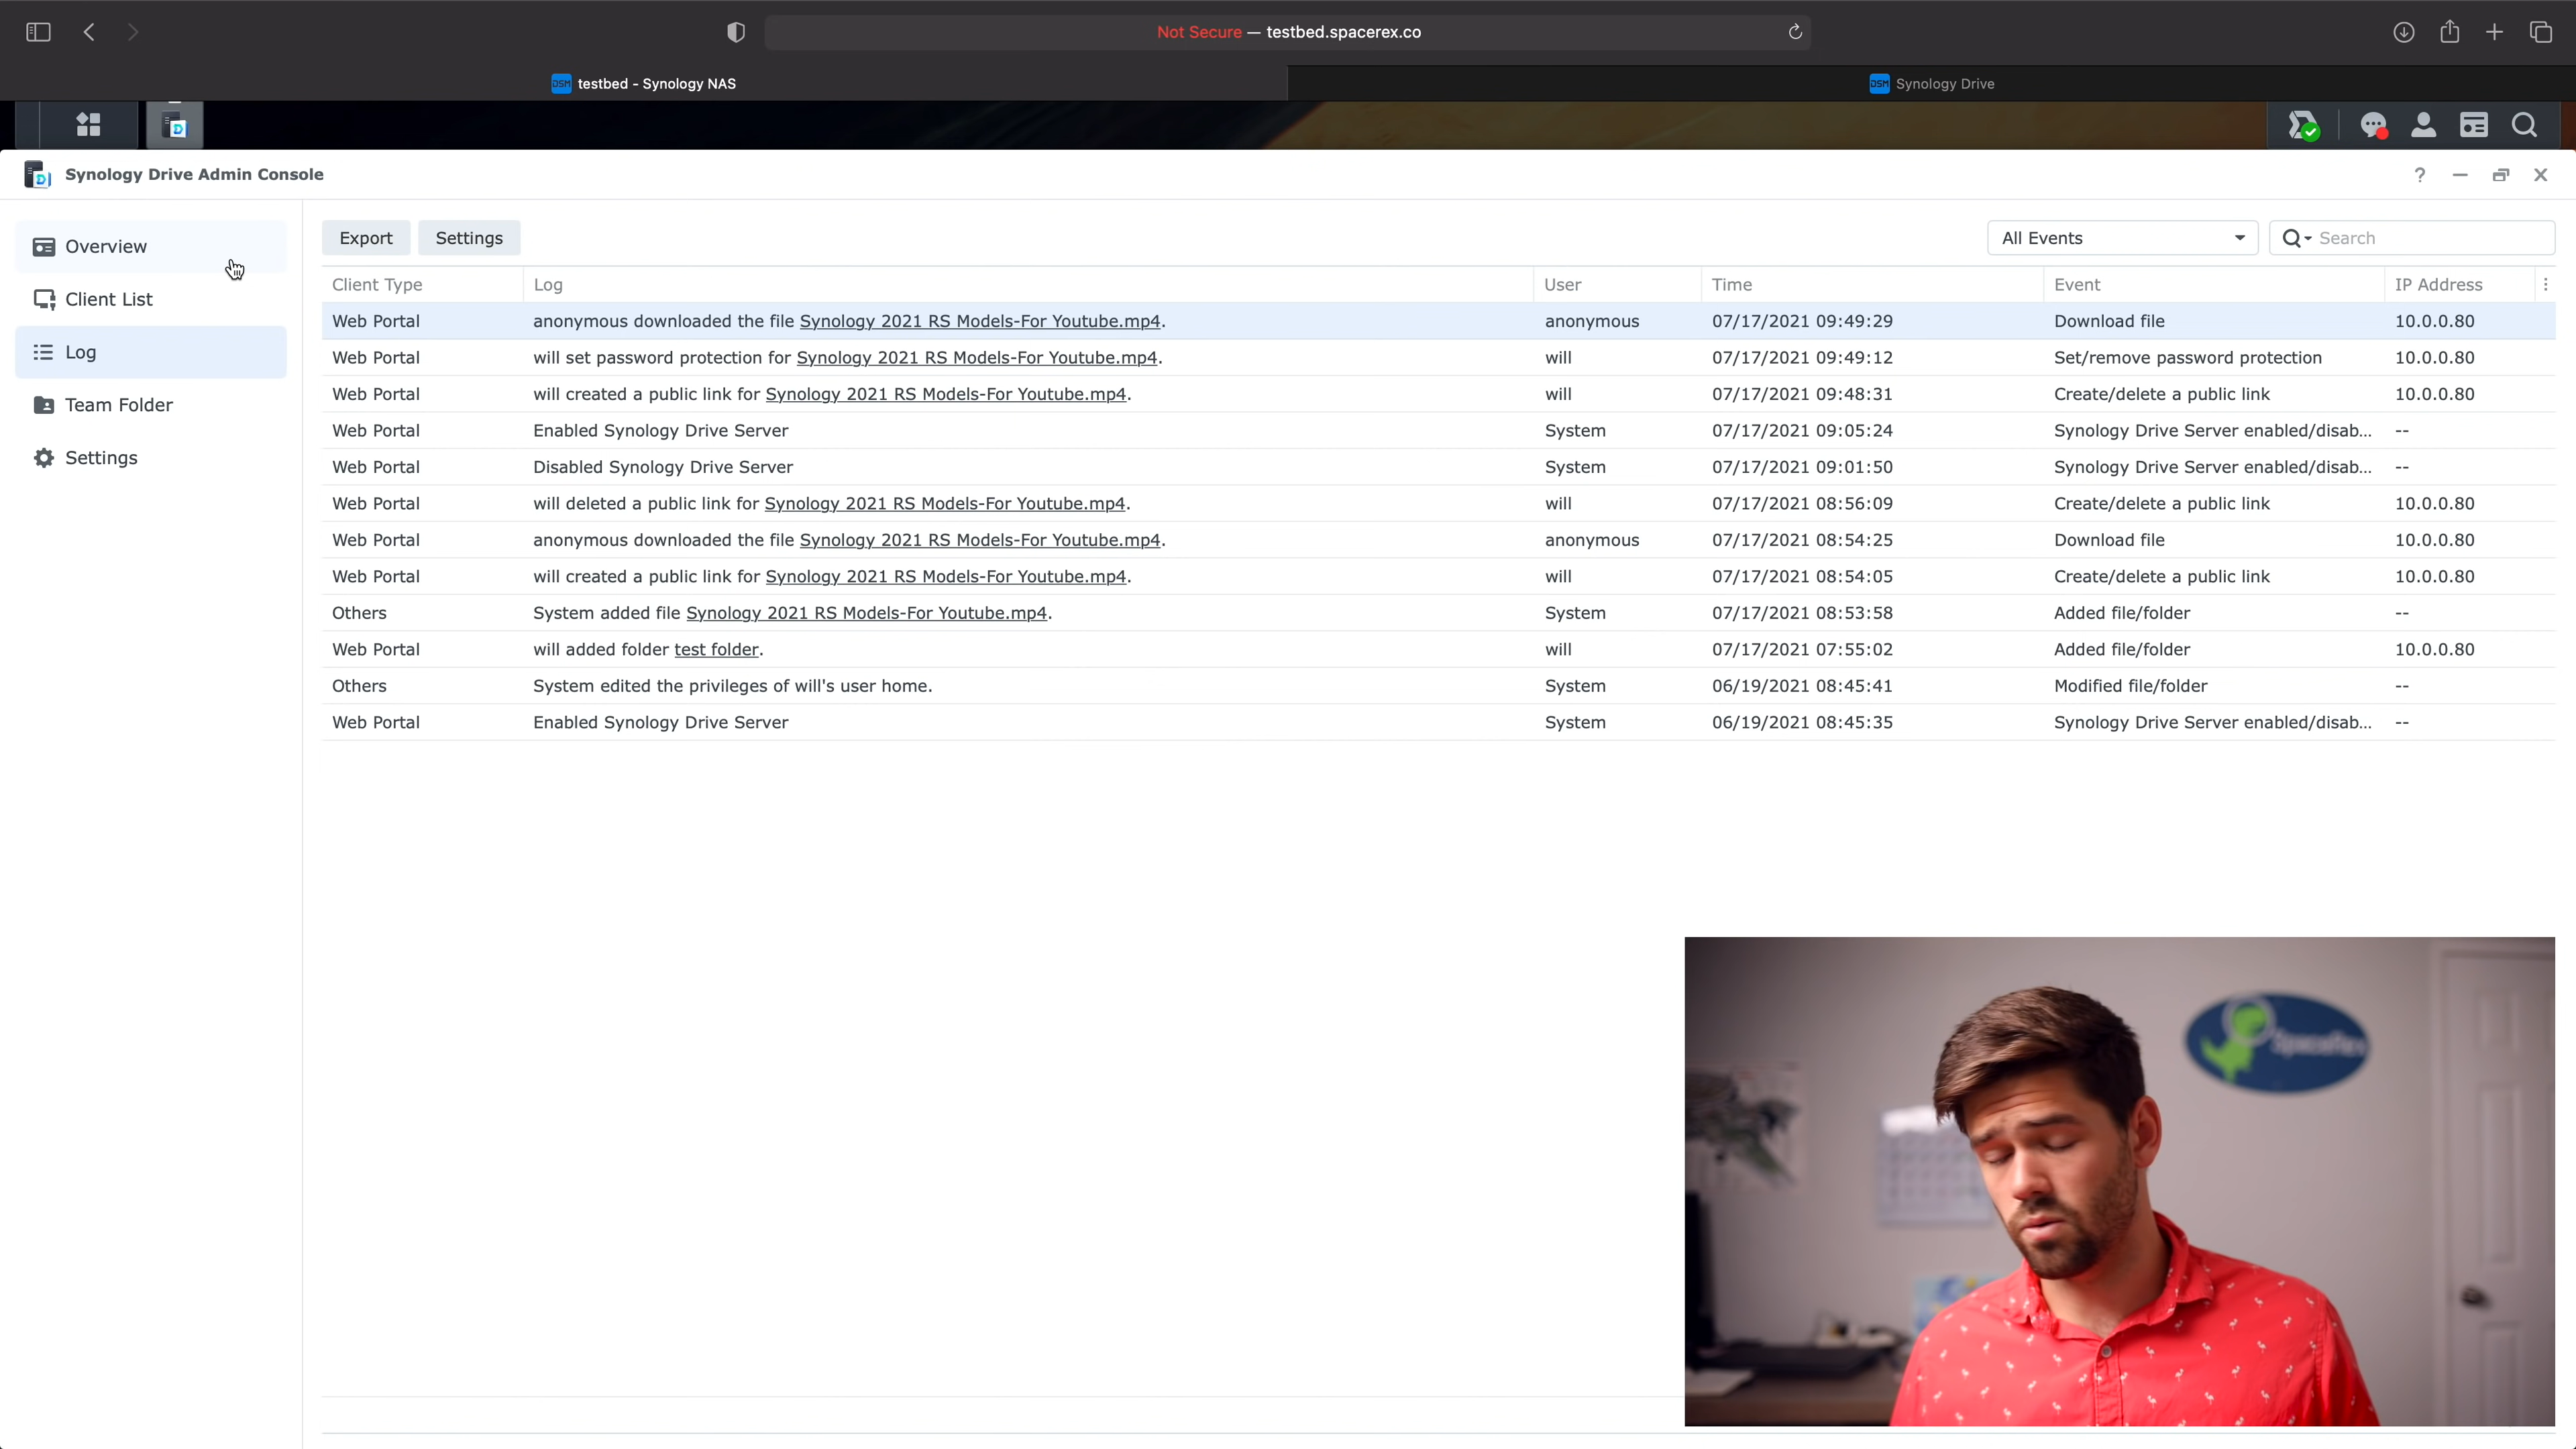 Not Secure — testbed.spacerex.co
DSM testbed - Synology NAS
DSM Synology Drive
Synology Drive Admin Console
Overview
Client List
Log
Team Folder
Settings
Export Settings All Events Search
Client Type Log User Time Event IP Address
Web Portal anonymous downloaded the file Synology 2021 RS Models-For Youtube.mp4. anonymous 07/17/2021 09:49:29 Download file 10.0.0.80
Web Portal will set password protection for Synology 2021 RS Models-For Youtube.mp4. will 07/17/2021 09:49:12 Set/remove password protection 10.0.0.80
Web Portal will created a public link for Synology 2021 RS Models-For Youtube.mp4. will 07/17/2021 09:48:31 Create/delete a public link 10.0.0.80
Web Portal Enabled Synology Drive Server System 07/17/2021 09:05:24 Synology Drive Server enabled/disab... --
Web Portal Disabled Synology Drive Server System 07/17/2021 09:01:50 Synology Drive Server enabled/disab... --
Web Portal will deleted a public link for Synology 2021 RS Models-For Youtube.mp4. will 07/17/2021 08:56:09 Create/delete a public link 10.0.0.80
Web Portal anonymous downloaded the file Synology 2021 RS Models-For Youtube.mp4. anonymous 07/17/2021 08:54:25 Download file 10.0.0.80
Web Portal will created a public link for Synology 2021 RS Models-For Youtube.mp4. will 07/17/2021 08:54:05 Create/delete a public link 10.0.0.80
Others System added file Synology 2021 RS Models-For Youtube.mp4. System 07/17/2021 08:53:58 Added file/folder --
Web Portal will added folder test folder. will 07/17/2021 07:55:02 Added file/folder 10.0.0.80
Others System edited the privileges of will's user home. System 06/19/2021 08:45:41 Modified file/folder --
Web Portal Enabled Synology Drive Server System 06/19/2021 08:45:35 Synology Drive Server enabled/disab... --
SpaceRex